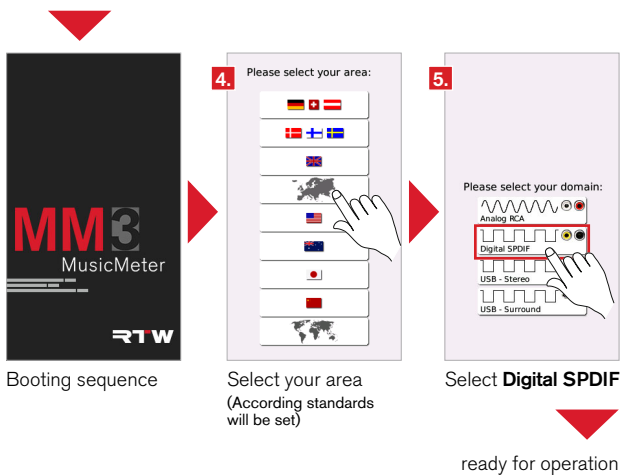 MM3
MusicMeter
RTW
Booting sequence
4.
Please select your area:
Select your area
(According standards
will be set)
5.
Please select your domain:
Analog RCA
Digital SPDIF
USB - Stereo
USB - Surround
Select Digital SPDIF
ready for operation